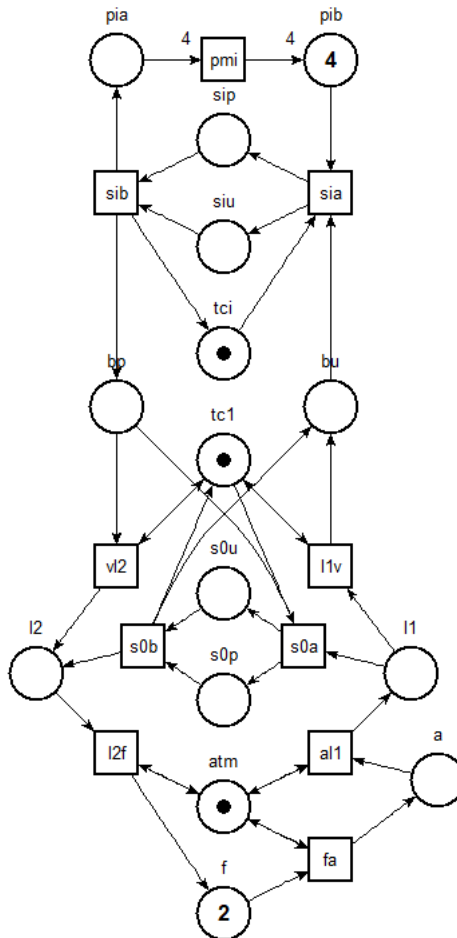 pia pib
4 pmi 4 4
sip
sib sia
siu
tci
bp bu
tc1
vl2 l1v
s0u
l2 s0b s0a l1
s0p
l2f atm al1 a
f fa
2